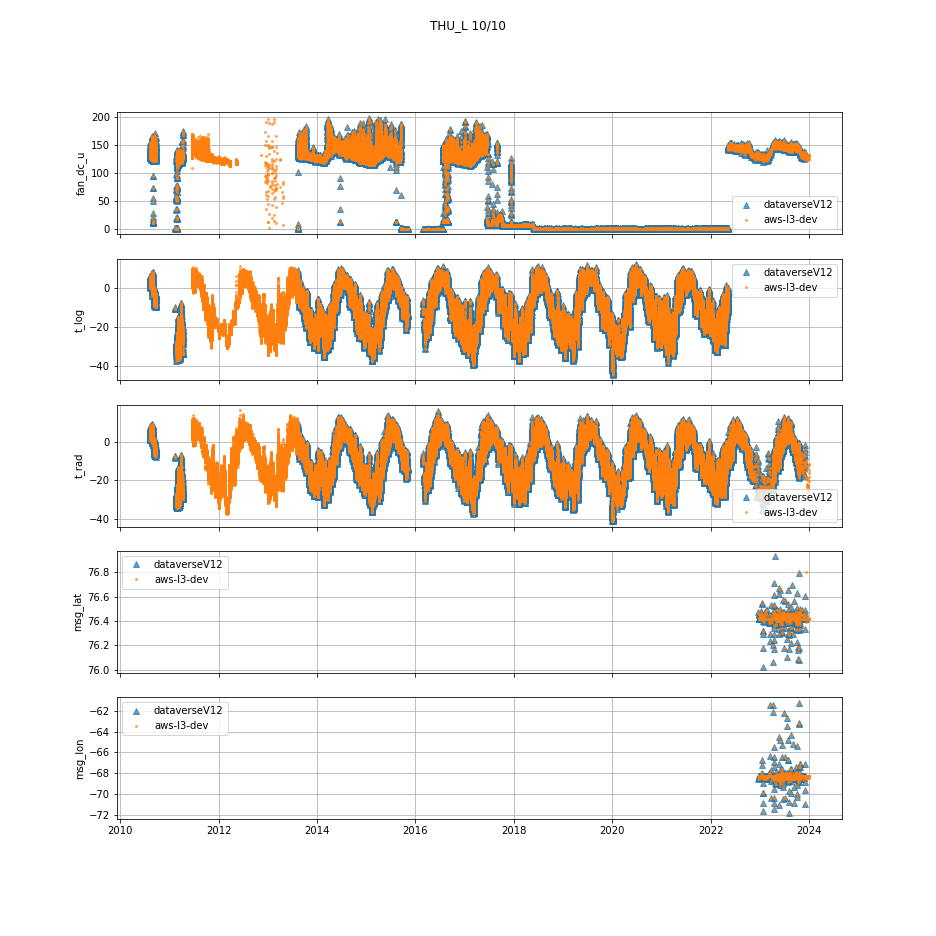 THU_L 10/10
200
150
100
50
0
fan_dc_u
dataverseV12
aws-l3-dev
0
−20
−40
t_log
dataverseV12
aws-l3-dev
0
−20
−40
t_rad
dataverseV12
aws-l3-dev
76.8
76.6
76.4
76.2
76.0
msg_lat
dataverseV12
aws-l3-dev
−62
−64
−66
−68
−70
−72
msg_lon
dataverseV12
aws-l3-dev
2010 2012 2014 2016 2018 2020 2022 2024